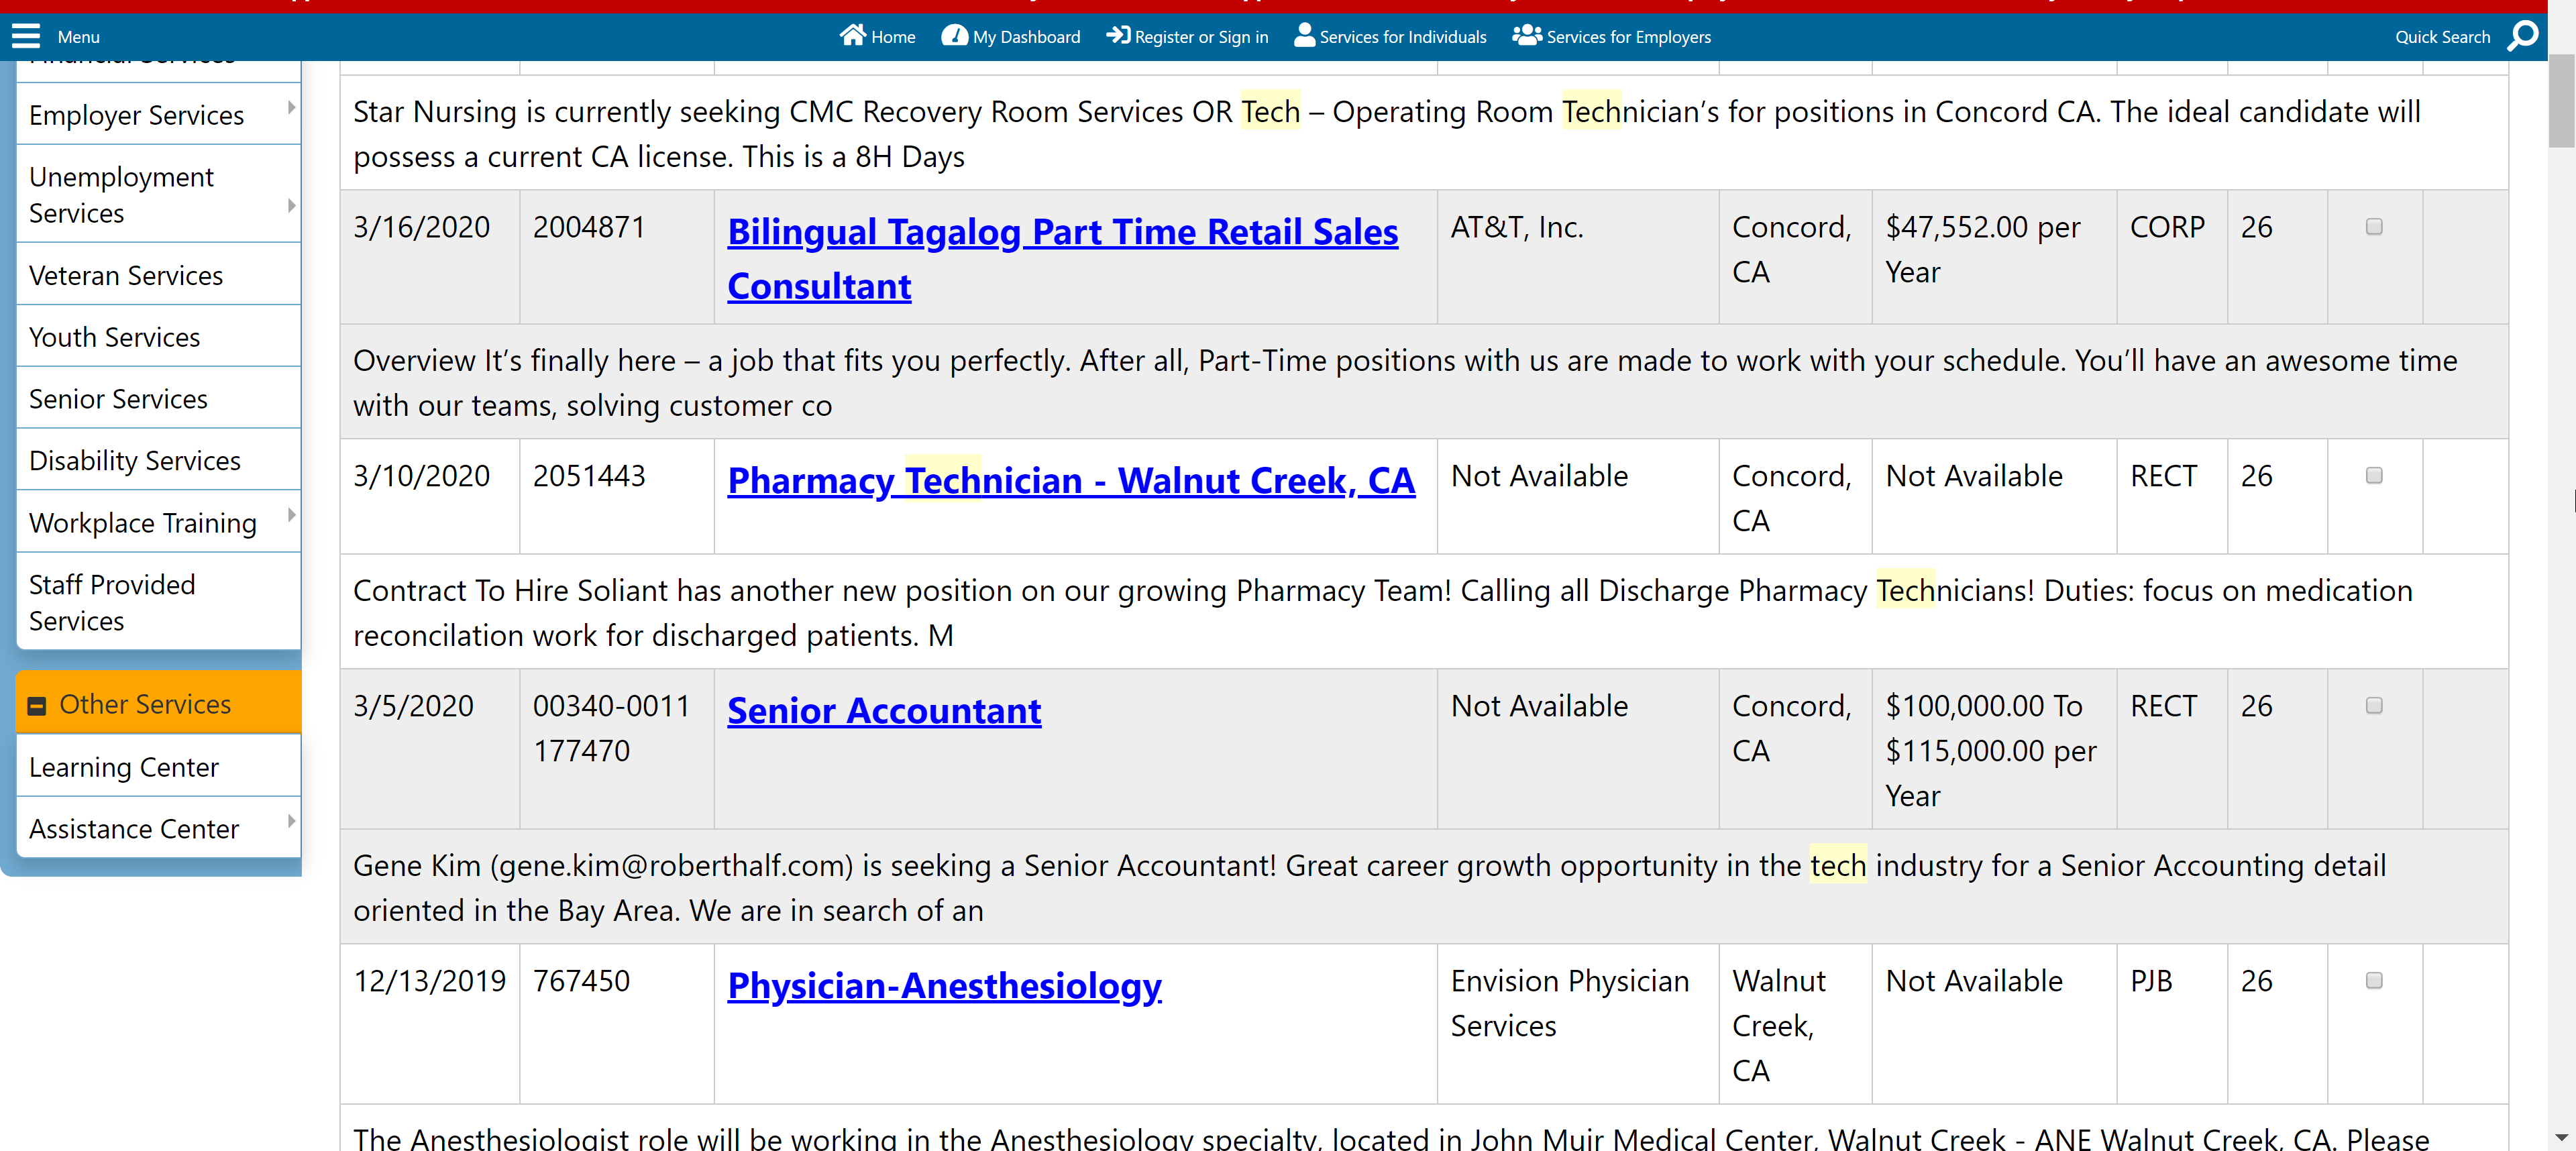 Menu
Home
My Dashboard
Register or Sign in
Services for Individuals
Services for Employers
Quick Search
Financial Services
Employer Services
Unemployment
Services
Veteran Services
Youth Services
Senior Services
Disability Services
Workplace Training
Staff Provided
Services
Other Services
Learning Center
Assistance Center
Star Nursing is currently seeking CMC Recovery Room Services OR Tech – Operating Room Technician’s for positions in Concord CA. The ideal candidate will
possess a current CA license. This is a 8H Days
3/16/2020
2004871
Bilingual Tagalog Part Time Retail Sales
Consultant
AT&T, Inc.
Concord,
CA
$47,552.00 per
Year
CORP
26
Overview It’s finally here – a job that fits you perfectly. After all, Part-Time positions with us are made to work with your schedule. You’ll have an awesome time
with our teams, solving customer co
3/10/2020
2051443
Pharmacy Technician - Walnut Creek, CA
Not Available
Concord,
CA
Not Available
RECT
26
Contract To Hire Soliant has another new position on our growing Pharmacy Team! Calling all Discharge Pharmacy Technicians! Duties: focus on medication
reconcilation work for discharged patients. M
3/5/2020
00340-0011
177470
Senior Accountant
Not Available
Concord,
CA
$100,000.00 To
$115,000.00 per
Year
RECT
26
Gene Kim (gene.kim@roberthalf.com) is seeking a Senior Accountant! Great career growth opportunity in the tech industry for a Senior Accounting detail
oriented in the Bay Area. We are in search of an
12/13/2019
767450
Physician-Anesthesiology
Envision Physician
Services
Walnut
Creek,
CA
Not Available
PJB
26
The Anesthesiologist role will be working in the Anesthesiology specialty, located in John Muir Medical Center, Walnut Creek - ANE Walnut Creek, CA. Please